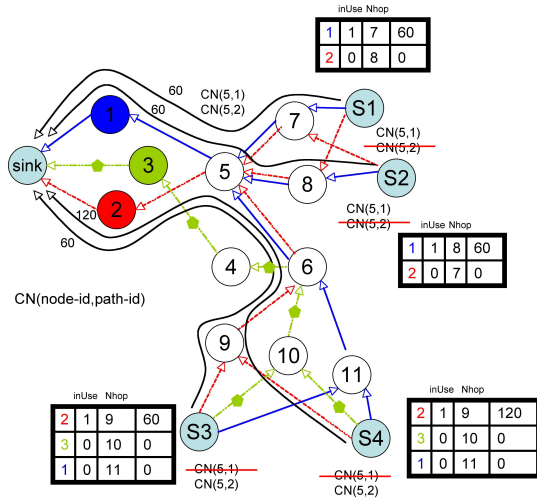 inUse Nhop
1 1 7 60
2 0 8 0
60
CN(5,1)
CN(5,2)
60
S1
1
7
CN(5,1)
CN(5,2)
sink
3
5
8
S2
2
120
60
CN(5,1)
CN(5,2)
inUse Nhop
1 1 8 60
2 0 7 0
4
6
CN(node-id,path-id)
9
10
11
inUse Nhop
2 1 9 60
3 0 10 0
1 0 11 0
S3
S4
inUse Nhop
2 1 9 120
3 0 10 0
1 0 11 0
CN(5,1)
CN(5,2)
CN(5,1)
CN(5,2)